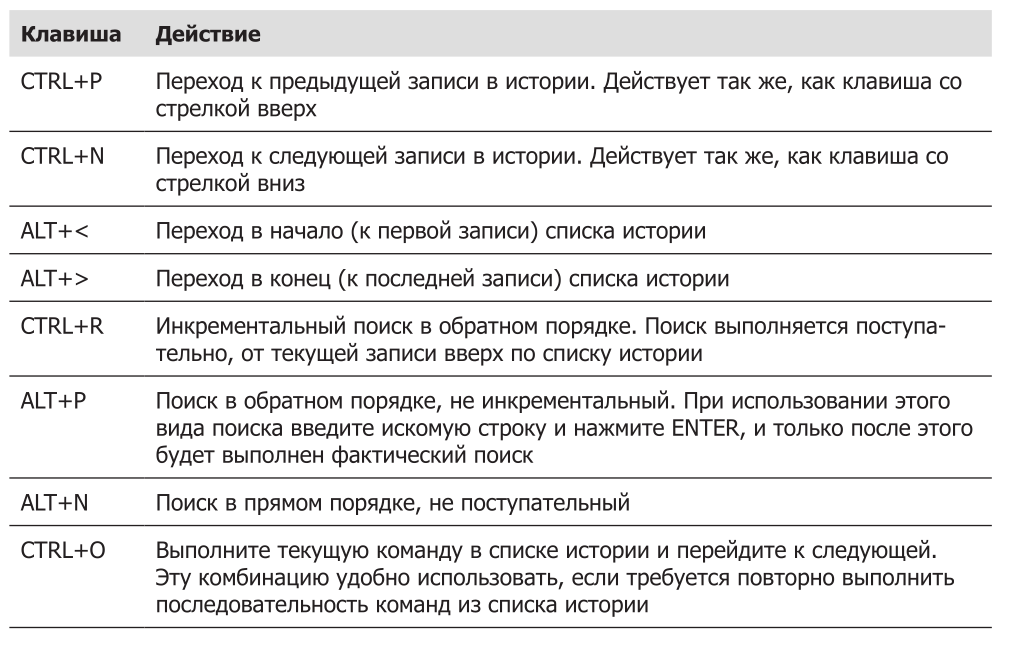 Клавиша Действие
CTRL+P Переход к предыдущей записи в истории. Действует так же, как клавиша со
стрелкой вверх
CTRL+N Переход к следующей записи в истории. Действует так же, как клавиша со
стрелкой вниз
ALT+< Переход в начало (к первой записи) списка истории
ALT+> Переход в конец (к последней записи) списка истории
CTRL+R Инкрементальный поиск в обратном порядке. Поиск выполняется поступа-
тельно, от текущей записи вверх по списку истории
ALT+P Поиск в обратном порядке, не инкрементальный. При использовании этого
вида поиска введите искомую строку и нажмите ENTER, и только после этого
будет выполнен фактический поиск
ALT+N Поиск в прямом порядке, не поступательный
CTRL+O Выполните текущую команду в списке истории и перейдите к следующей.
Эту комбинацию удобно использовать, если требуется повторно выполнить
последовательность команд из списка истории